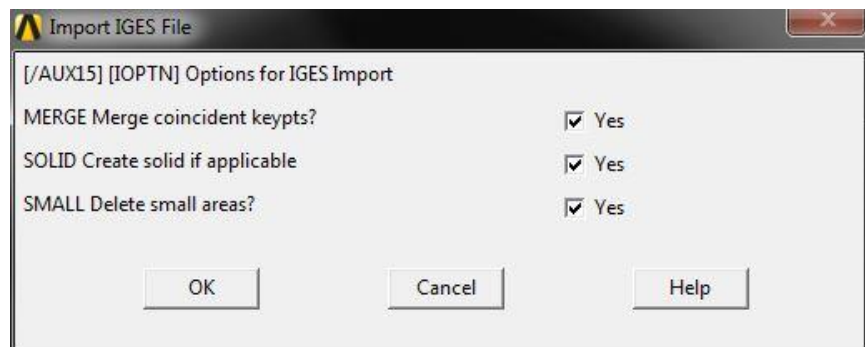 Import IGES File
[/AUX15] [IOPTN] Options for IGES Import
MERGE Merge coincident keypts? Yes
SOLID Create solid if applicable Yes
SMALL Delete small areas? Yes
OK Cancel Help